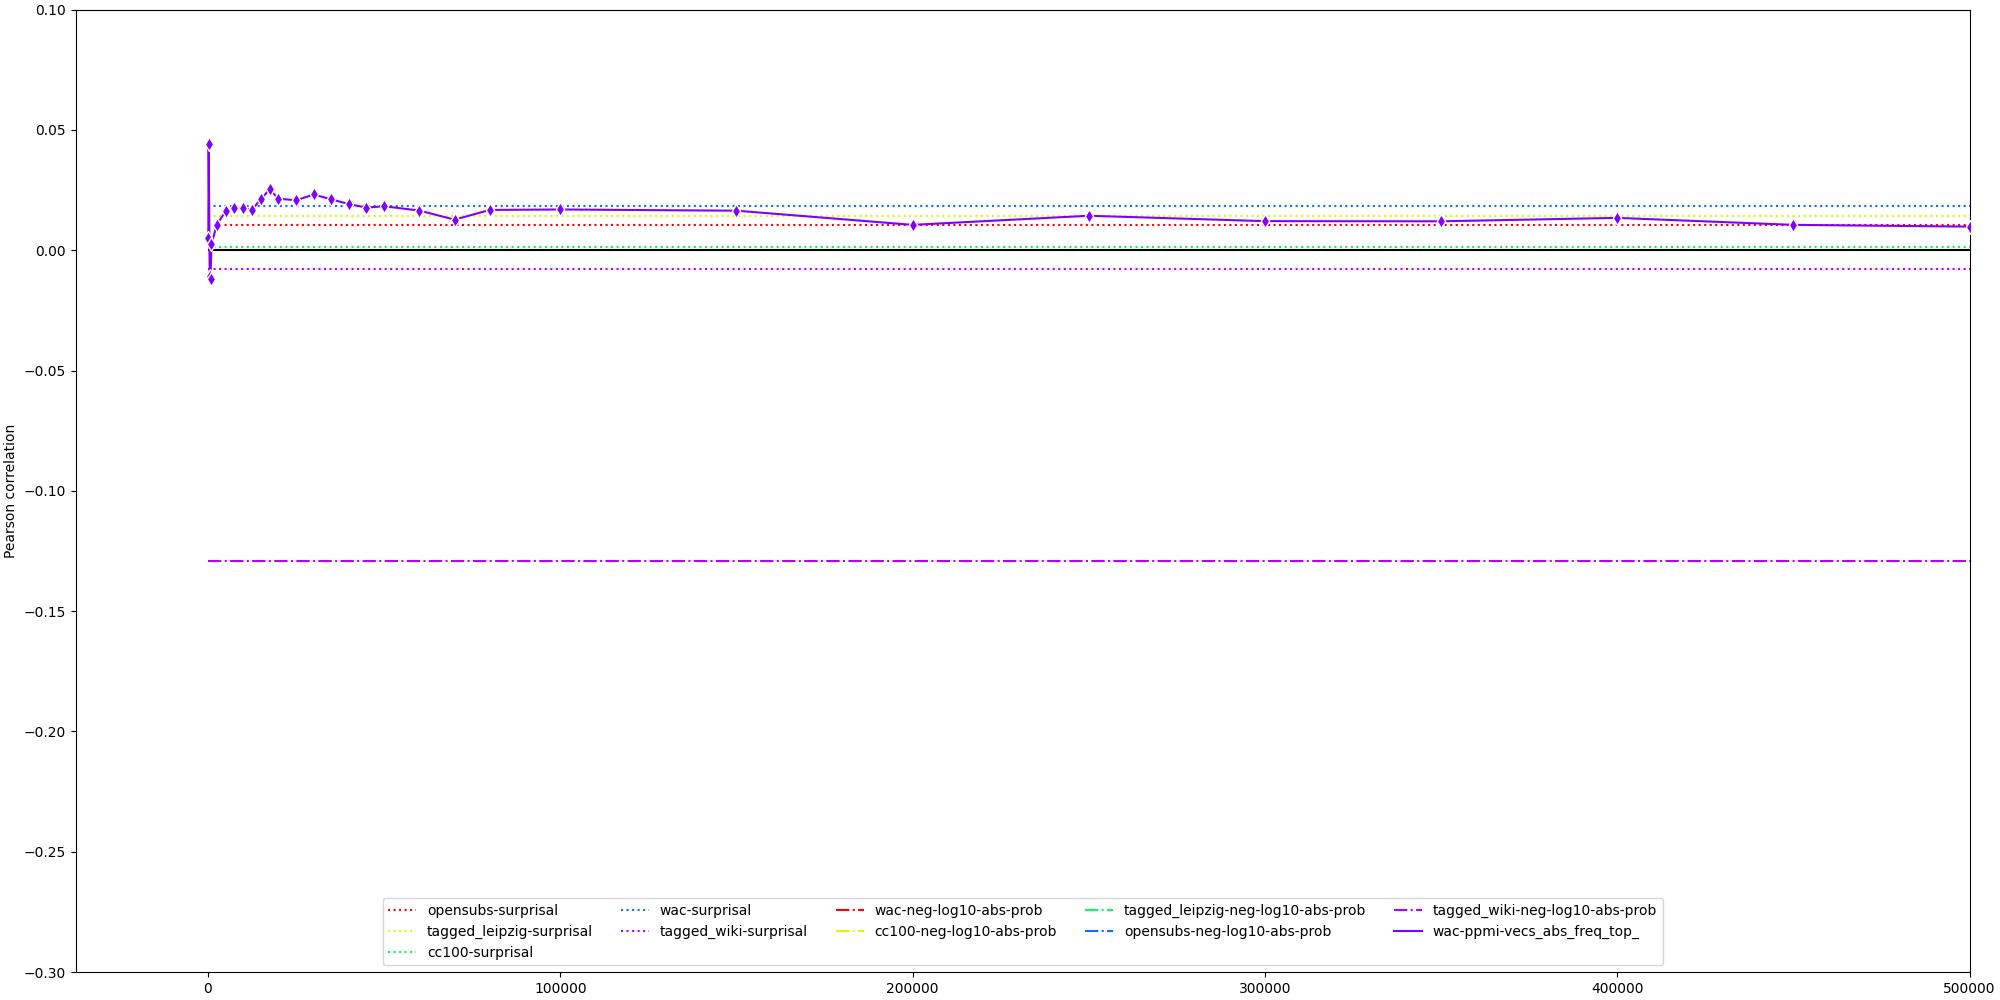 0.10
0.05
0.00
−0.05
−0.10
−0.15
−0.20
−0.25
−0.30
Pearson correlation
0 100000 200000 300000 400000 500000
opensubs-surprisal
tagged_leipzig-surprisal
cc100-surprisal
wac-surprisal
tagged_wiki-surprisal
wac-neg-log10-abs-prob
cc100-neg-log10-abs-prob
tagged_leipzig-neg-log10-abs-prob
opensubs-neg-log10-abs-prob
tagged_wiki-neg-log10-abs-prob
wac-ppmi-vecs_abs_freq_top_